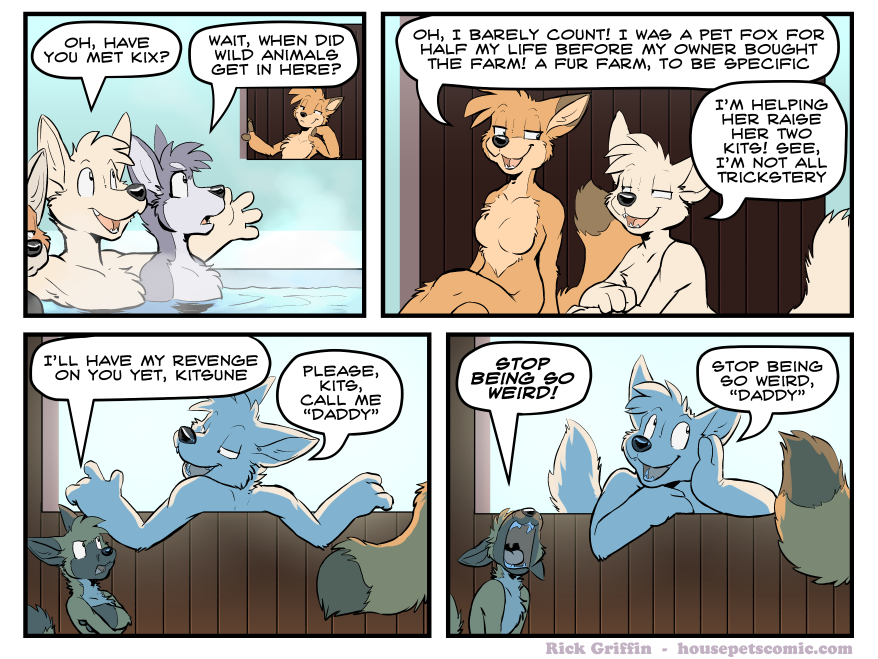 OH, HAVE
YOU MET KIX?
WAIT, WHEN DID
WILD ANIMALS
GET IN HERE?
OH, I BARELY COUNT! I WAS A PET FOX FOR
HALF MY LIFE BEFORE MY OWNER BOUGHT
THE FARM! A FUR FARM, TO BE SPECIFIC
I'M HELPING
HER RAISE
HER TWO
KITS! SEE,
I'M NOT ALL
TRICKSTERY
I'LL HAVE MY REVENGE
ON YOU YET, KITSUNE
PLEASE,
KITS,
CALL ME
"DADDY"
STOP
BEING SO
WEIRD!
STOP BEING
SO WEIRD,
"DADDY"
Rick Griffin - housepetscomic.com